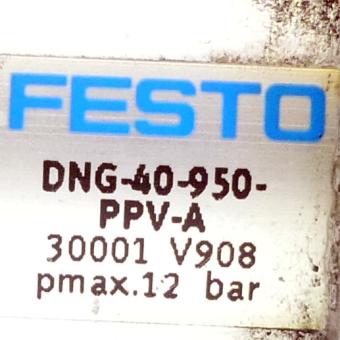 FESTO
DNG-40-950-
PPV-A
30001 V908
pmax.12 bar